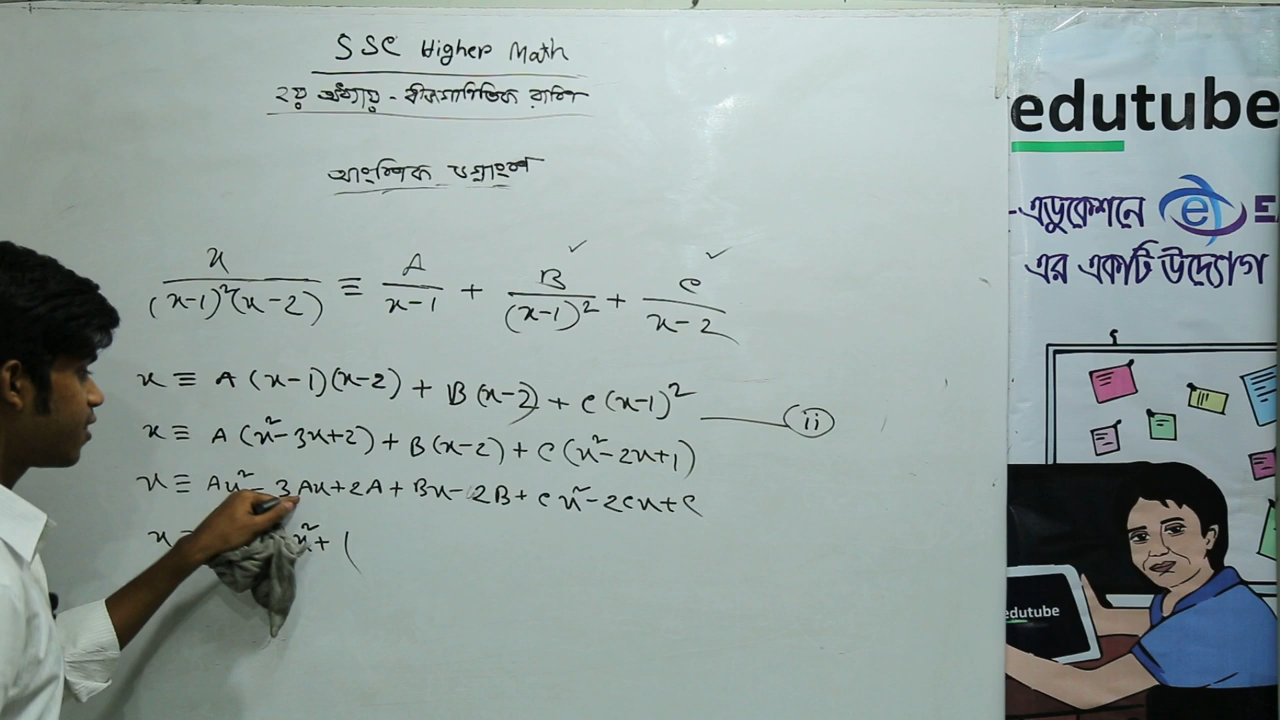 SSC Higher Math
২য় অধ্যায় - বীজগাণিতিক রাশি
আংশিক ভগ্নাংশ
x/((x-1)²(x-2)) ≡ A/(x-1) + B/(x-1)² + C/(x-2)
x ≡ A(x-1)(x-2) + B(x-2) + C(x-1)² (ii)
x ≡ A(x²-3x+2) + B(x-2) + C(x²-2x+1)
x ≡ Ax² - 3Ax + 2A + Bx - 2B + Cx² - 2Cx + C
x ≡ x² + (
edutube
-এডুকেশনে e E
এর একটি উদ্যোগ
edutube